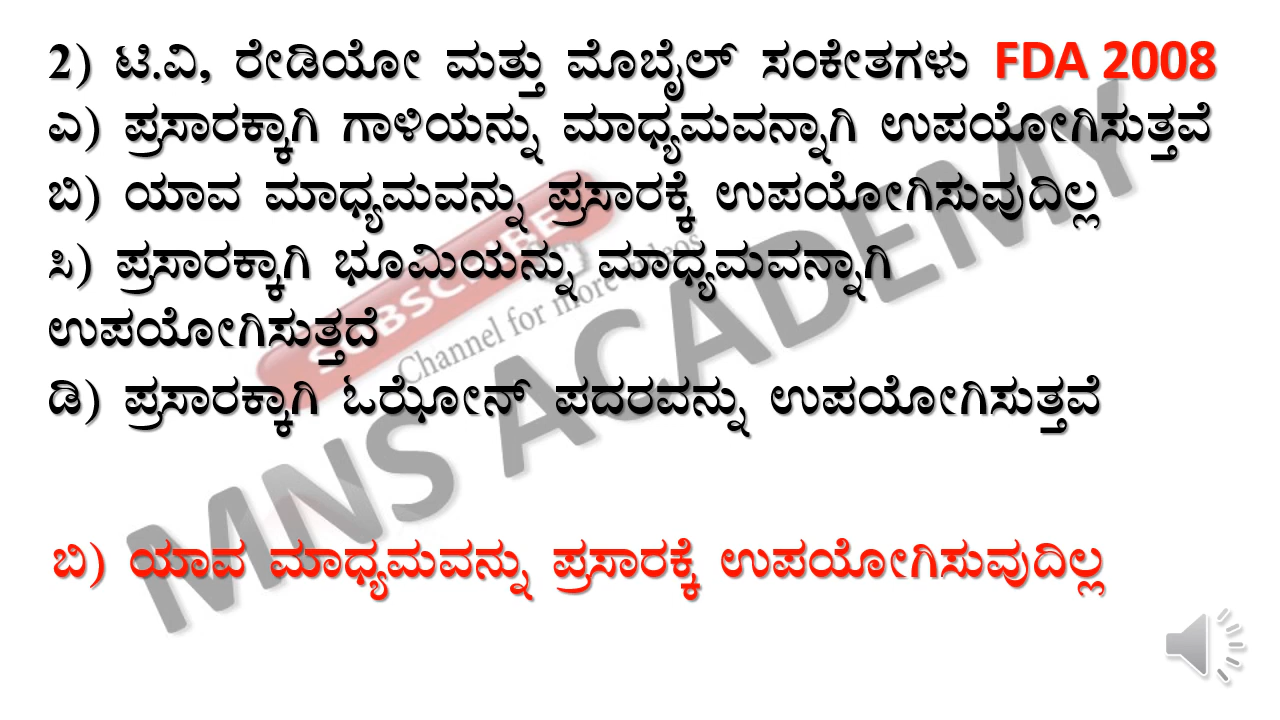 2) ಟಿ.ವಿ, ರೇಡಿಯೋ ಮತ್ತು ಮೊಬೈಲ್ ಸಂಕೇತಗಳು FDA 2008
ಎ) ಪ್ರಸಾರಕ್ಕಾಗಿ ಗಾಳಿಯನ್ನು ಮಾಧ್ಯಮವನ್ನಾಗಿ ಉಪಯೋಗಿಸುತ್ತವೆ
ಬಿ) ಯಾವ ಮಾಧ್ಯಮವನ್ನು ಪ್ರಸಾರಕ್ಕೆ ಉಪಯೋಗಿಸುವುದಿಲ್ಲ
ಸಿ) ಪ್ರಸಾರಕ್ಕಾಗಿ ಭೂಮಿಯನ್ನು ಮಾಧ್ಯಮವನ್ನಾಗಿ
ಉಪಯೋಗಿಸುತ್ತದೆ
ಡಿ) ಪ್ರಸಾರಕ್ಕಾಗಿ ಓಝೋನ್ ಪದರವನ್ನು ಉಪಯೋಗಿಸುತ್ತವೆ
ಬಿ) ಯಾವ ಮಾಧ್ಯಮವನ್ನು ಪ್ರಸಾರಕ್ಕೆ ಉಪಯೋಗಿಸುವುದಿಲ್ಲ
SUBSCRIBE
Channel for more videos
MNS ACADEMY